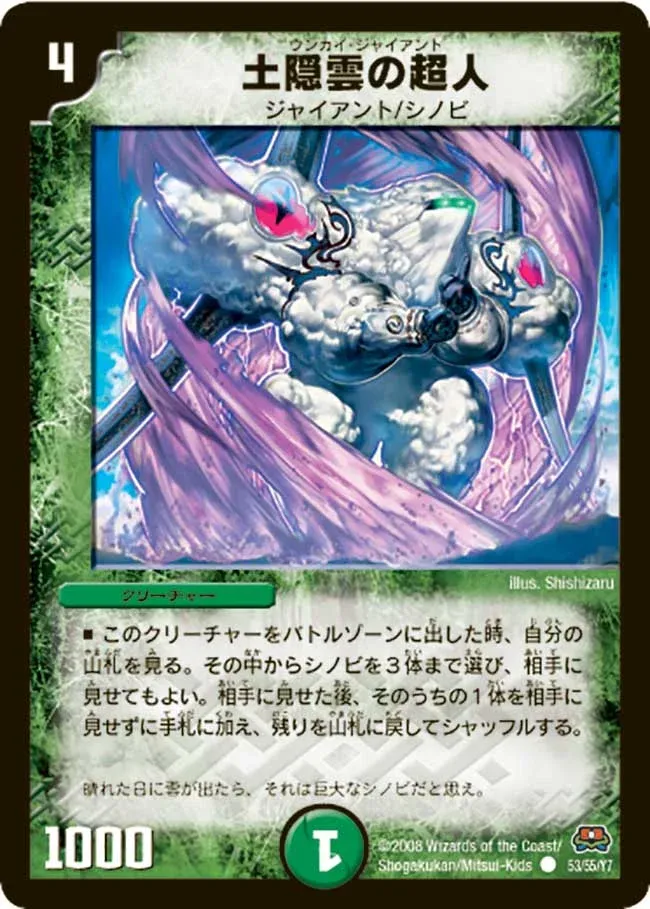 4
ウンカイ・ジャイアント
土隠雲の超人
ジャイアント/シノビ
illus. Shishizaru
クリーチャー
■ このクリーチャーをバトルゾーンに出した時、自分の
山札を見る。その中からシノビを3体まで選び、相手に
見せてもよい。相手に見せた後、そのうちの1体を相手に
見せずに手札に加え、残りを山札に戻してシャッフルする。
晴れた日に雲が出たら、それは巨大なシノビだと思え。
1000
1
©2008 Wizards of the Coast/
Shogakukan/Mitsui-Kids
53/55/Y7